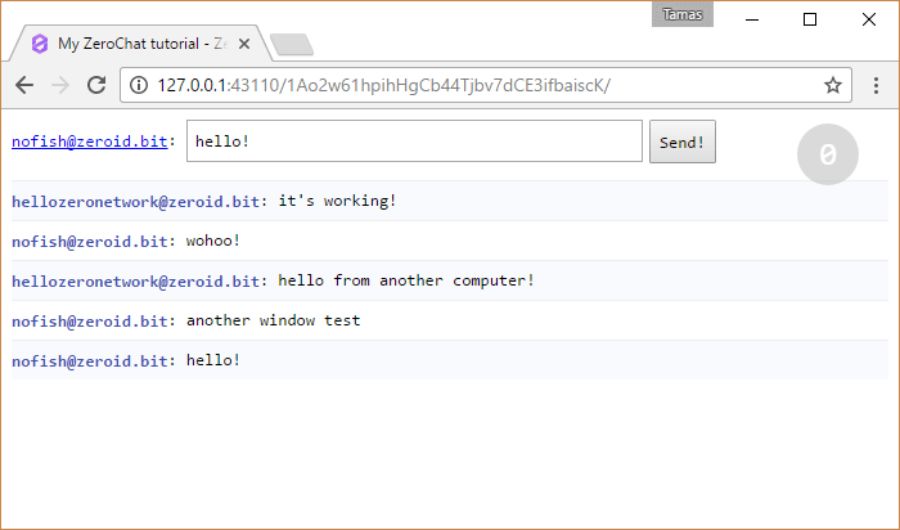 Tamas
My ZeroChat tutorial - Ze
127.0.0.1:43110/1Ao2w61hpihHgCb44Tjbv7dCE3ifbaiscK/
nofish@zeroid.bit: hello! Send! 0
hellozeronetwork@zeroid.bit: it's working!
nofish@zeroid.bit: wohoo!
hellozeronetwork@zeroid.bit: hello from another computer!
nofish@zeroid.bit: another window test
nofish@zeroid.bit: hello!